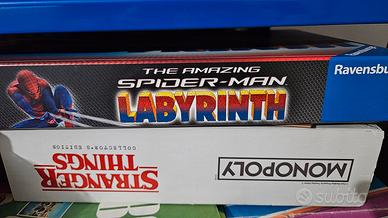 THE AMAZING
SPIDER-MAN
LABYRINTH
Ravensbu
STRANGER
THINGS
COLLECTOR'S EDITION
MONOPOLY
subito